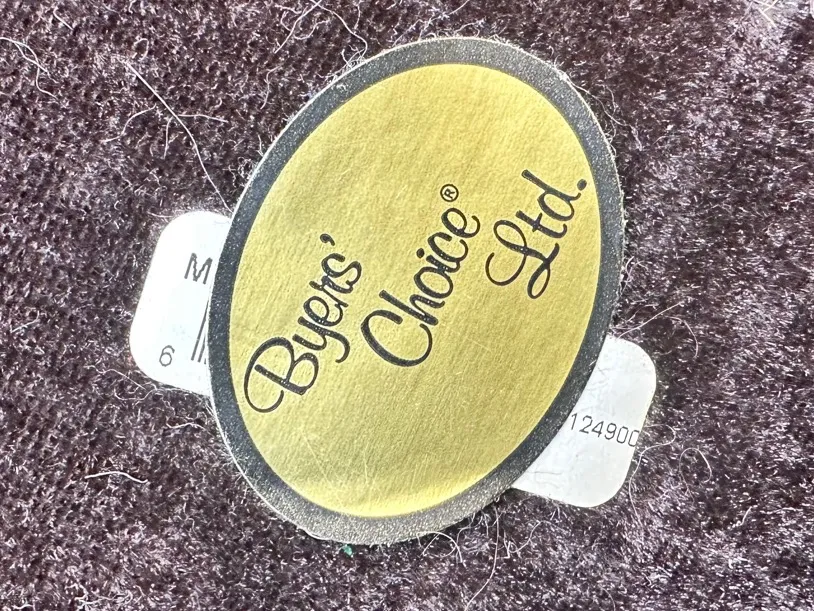 Byers'
Choice®
Ltd.
M
6
124900